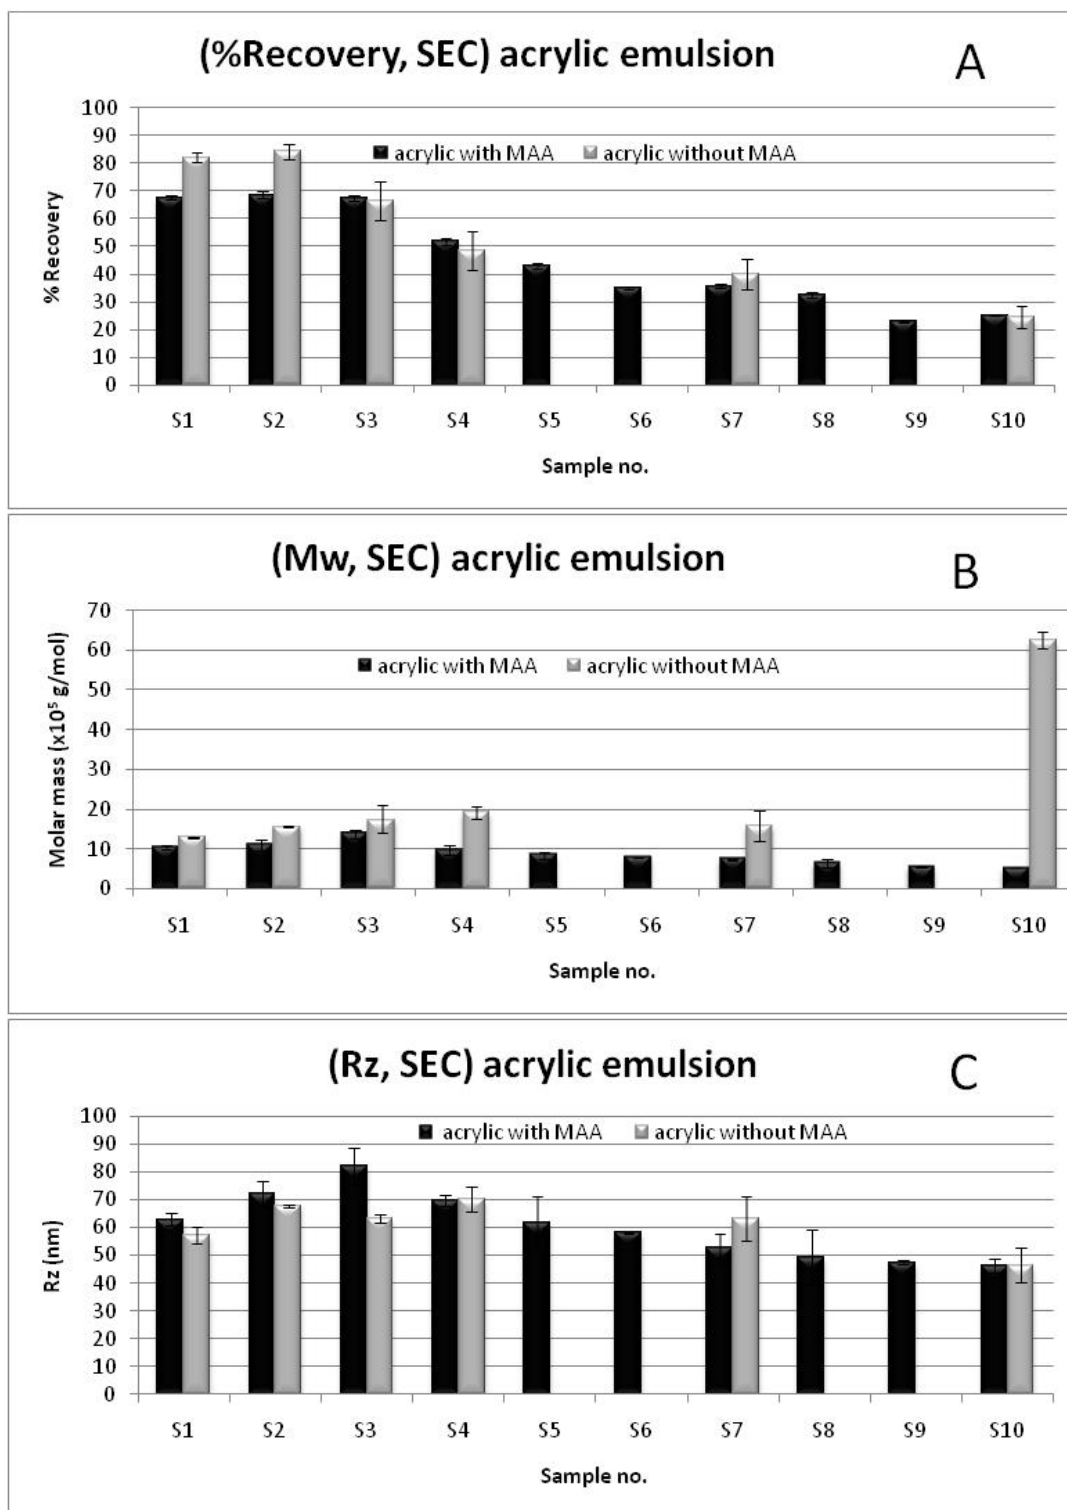 (%Recovery, SEC) acrylic emulsion
A
100
90
80
70
60
50
40
30
20
10
0
% Recovery
acrylic with MAA acrylic without MAA
S1 S2 S3 S4 S5 S6 S7 S8 S9 S10
Sample no.
(Mw, SEC) acrylic emulsion
B
70
60
50
40
30
20
10
0
Molar mass (x10⁵ g/mol)
acrylic with MAA acrylic without MAA
S1 S2 S3 S4 S5 S6 S7 S8 S9 S10
Sample no.
(Rz, SEC) acrylic emulsion
C
100
90
80
70
60
50
40
30
20
10
0
Rz (nm)
acrylic with MAA acrylic without MAA
S1 S2 S3 S4 S5 S6 S7 S8 S9 S10
Sample no.